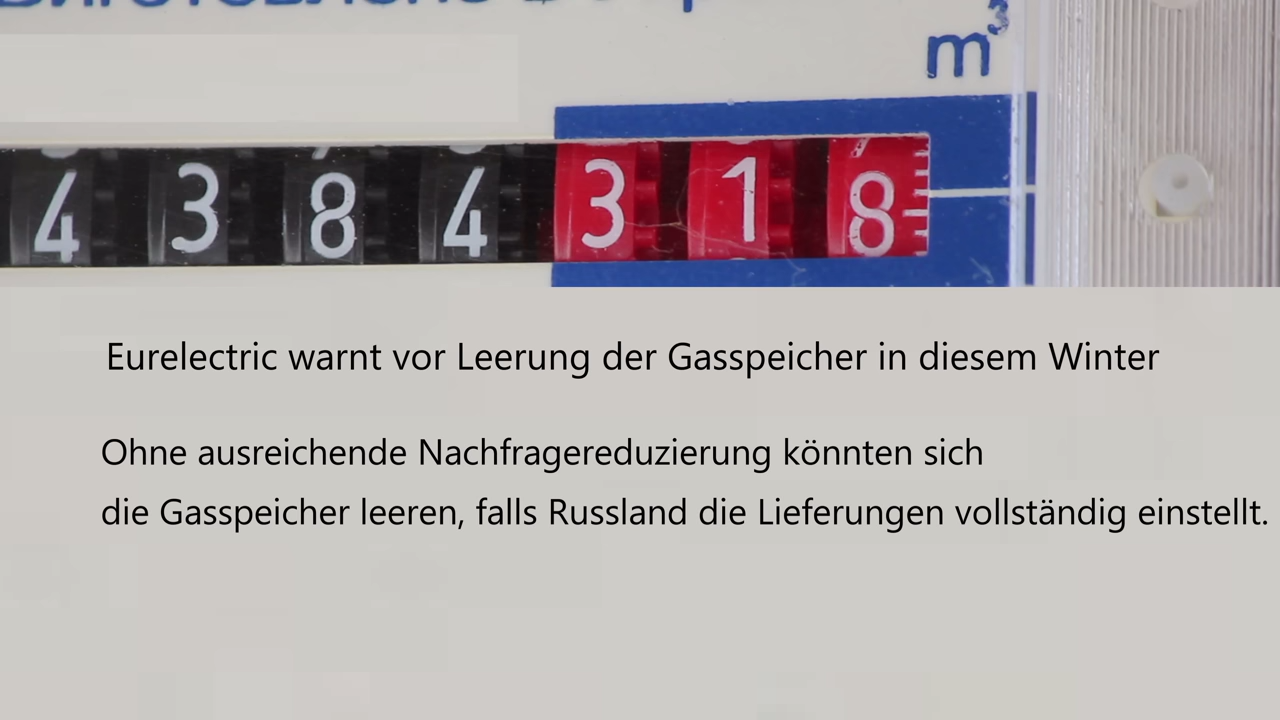 m³
4 3 8 4 3 1 8
Eurelectric warnt vor Leerung der Gasspeicher in diesem Winter
Ohne ausreichende Nachfragereduzierung könnten sich
die Gasspeicher leeren, falls Russland die Lieferungen vollständig einstellt.